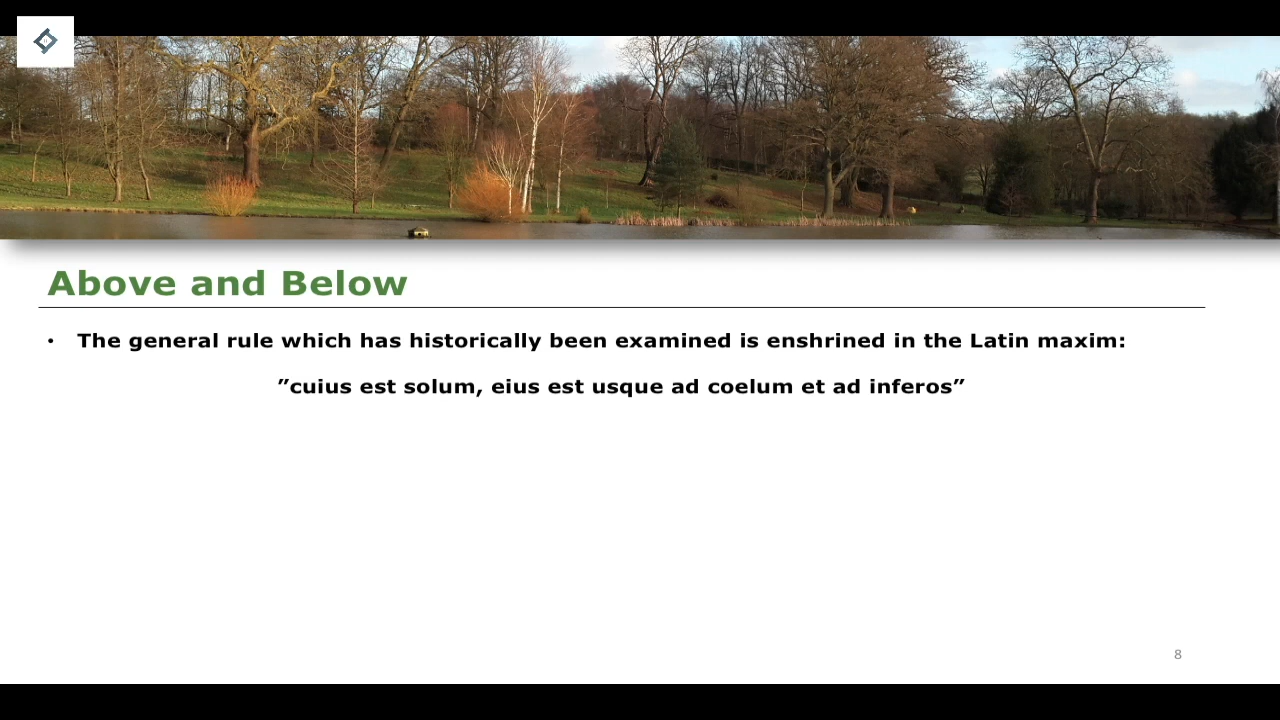 Above and Below
• The general rule which has historically been examined is enshrined in the Latin maxim:
”cuius est solum, eius est usque ad coelum et ad inferos”
8